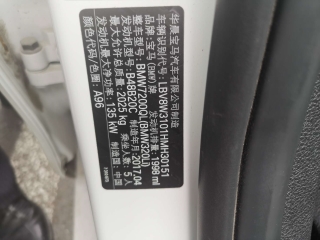 华晨宝马汽车有限公司制造
车辆识别代号：LBV8W3101HMH30151
品牌：宝马（BMW）牌
整车型号：BMW7200CL(BMW320Li)
发动机型号：B48B20C 发动机排量：1998 ml
最大允许总质量：2025 kg 制造年月：2017.04
发动机最大净功率：135 kW 乘坐人数：5人
颜色代码/色圈：A96 制造国：中国